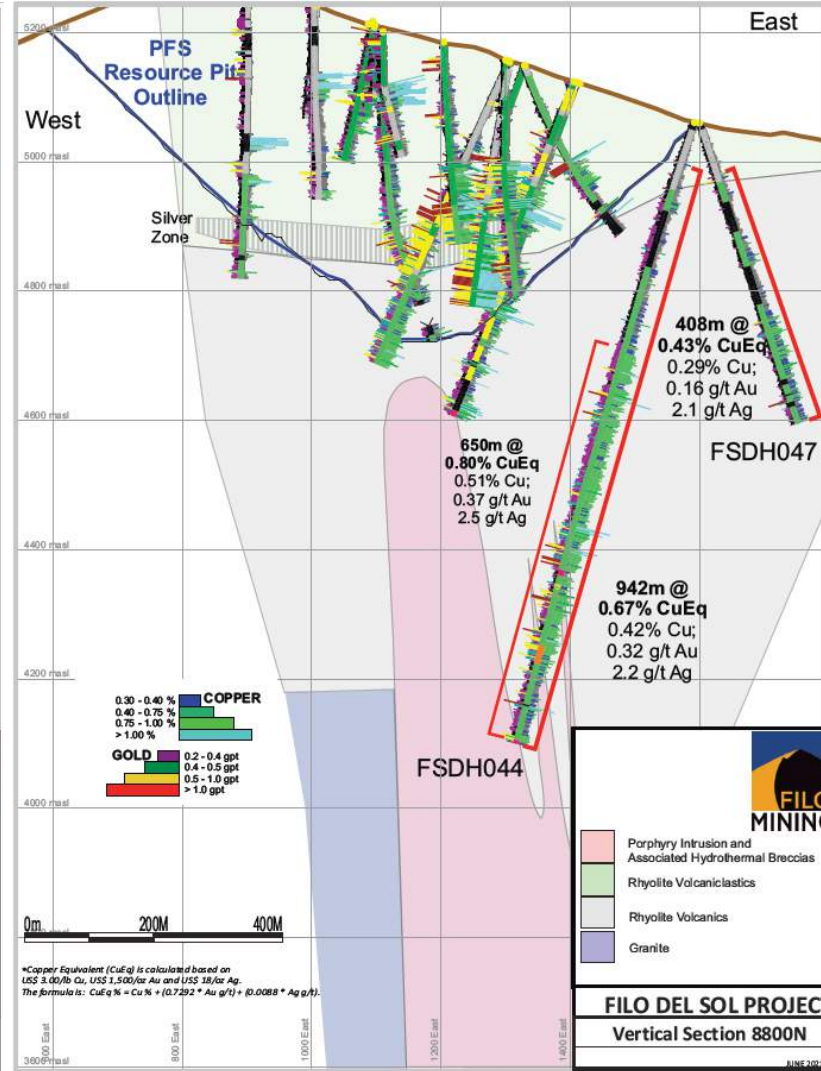 5200 masl
East
PFS
Resource Pit
Outline
West
5000 masl
Silver
Zone
4800 masl
408m @
0.43% CuEq
0.29% Cu;
0.16 g/t Au
2.1 g/t Ag
4600 masl
FSDH047
650m @
0.80% CuEq
0.51% Cu;
0.37 g/t Au
2.5 g/t Ag
4400 masl
942m @
0.67% CuEq
0.42% Cu;
0.32 g/t Au
2.2 g/t Ag
4200 masl
COPPER
0.30 - 0.40 %
0.40 - 0.75 %
0.75 - 1.00 %
> 1.00 %
GOLD
0.2 - 0.4 gpt
0.4 - 0.5 gpt
0.5 - 1.0 gpt
> 1.0 gpt
FSDH044
4000 masl
FILO
MINING
Porphyry Intrusion and
Associated Hydrothermal Breccias
Rhyolite Volcaniclastics
Rhyolite Volcanics
Granite
0m 200M 400M
*Copper Equivalent (CuEq) is calculated based on
US$ 3.00/lb Cu, US$ 1,500/oz Au and US$ 18/oz Ag.
The formula is: CuEq % = Cu % + (0.7292 * Au g/t) + (0.0088 * Ag g/t).
FILO DEL SOL PROJEC
Vertical Section 8800N
JUNE 202
3600 masl
800 East
1000 East
1200 East
1400 East